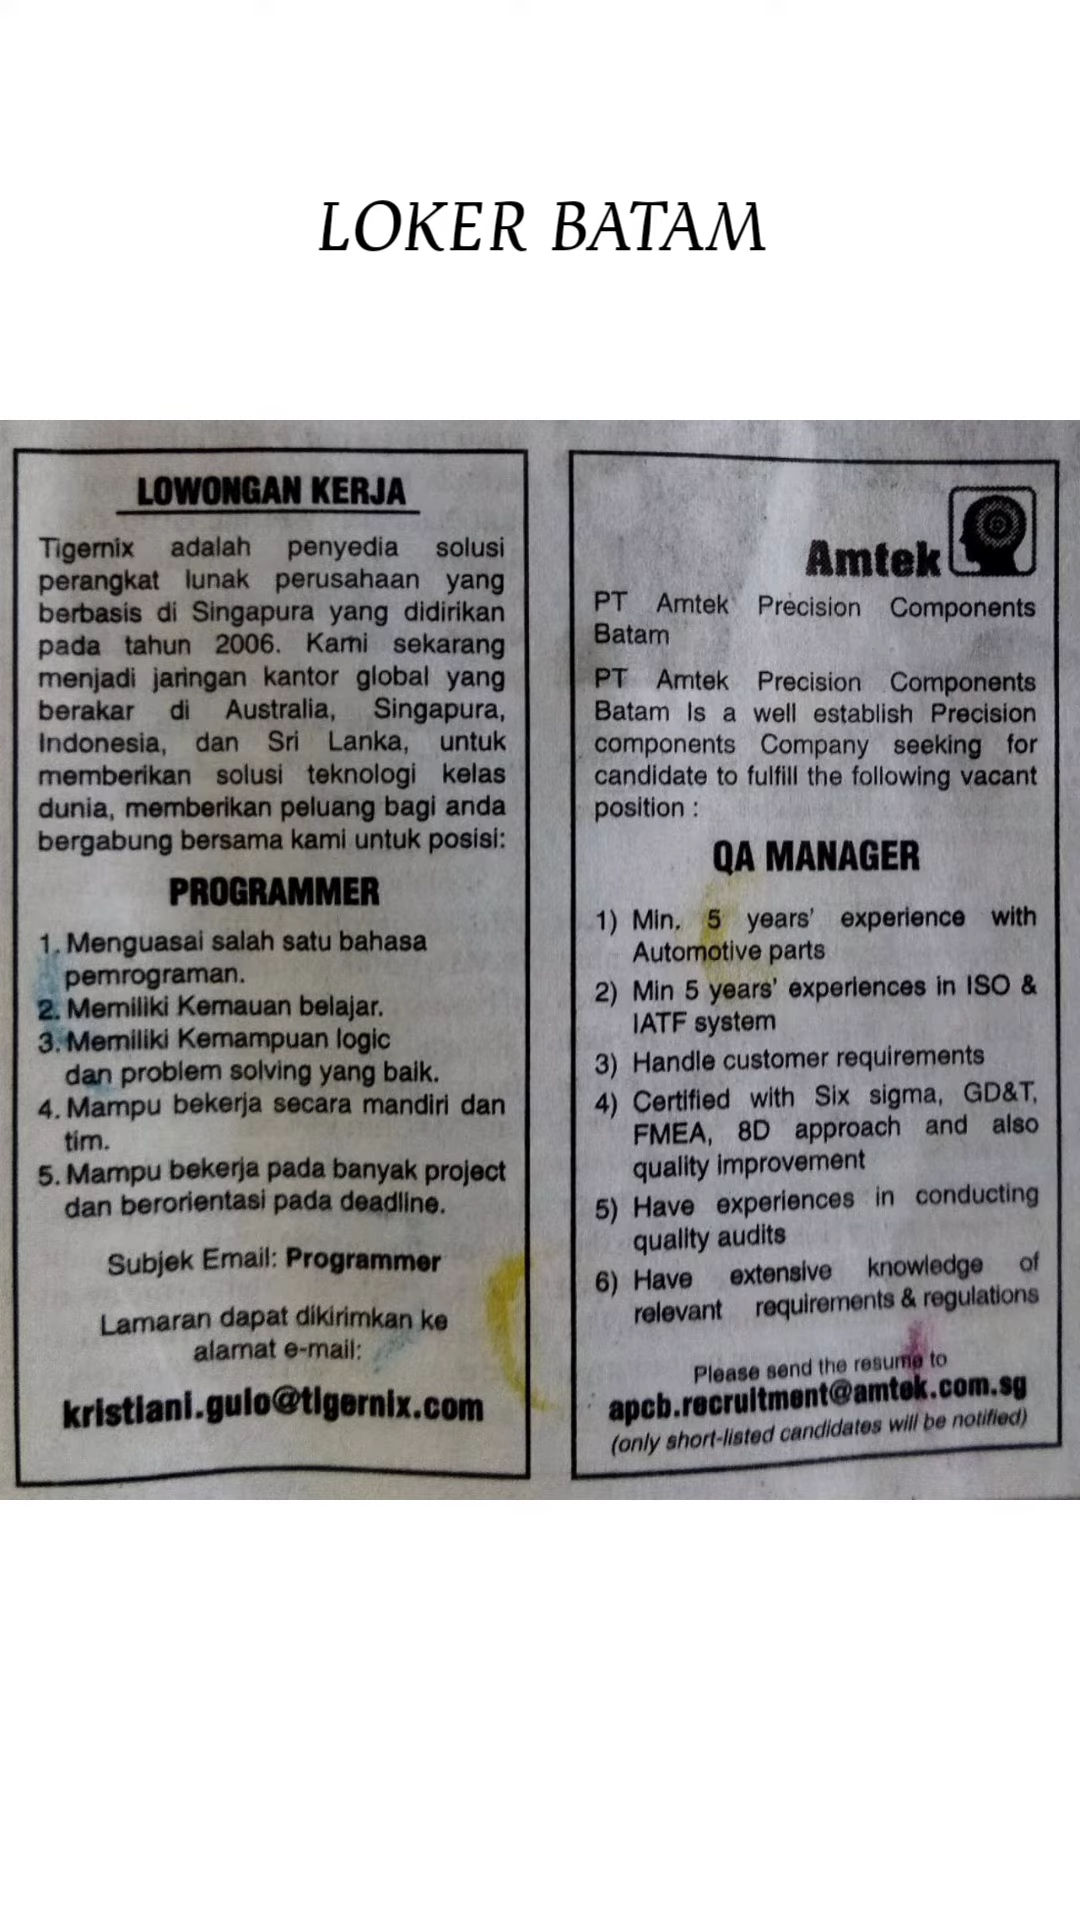 LOKER BATAM
LOWONGAN KERJA
Tigernix adalah penyedia solusi
perangkat lunak perusahaan yang
berbasis di Singapura yang didirikan
pada tahun 2006. Kami sekarang
menjadi jaringan kantor global yang
berakar di Australia, Singapura,
Indonesia, dan Sri Lanka, untuk
memberikan solusi teknologi kelas
dunia, memberikan peluang bagi anda
bergabung bersama kami untuk posisi:
PROGRAMMER
1. Menguasai salah satu bahasa
pemrograman.
2. Memiliki Kemauan belajar.
3. Memiliki Kemampuan logic
dan problem solving yang baik.
4. Mampu bekerja secara mandiri dan
tim.
5. Mampu bekerja pada banyak project
dan berorientasi pada deadline.
Subjek Email: Programmer
Lamaran dapat dikirimkan ke
alamat e-mail:
kristiani.gulo@tigernix.com
Amtek
PT Amtek Precision Components
Batam
PT Amtek Precision Components
Batam Is a well establish Precision
components Company seeking for
candidate to fulfill the following vacant
position :
QA MANAGER
1) Min. 5 years' experience with
Automotive parts
2) Min 5 years' experiences in ISO &
IATF system
3) Handle customer requirements
4) Certified with Six sigma, GD&T,
FMEA, 8D approach and also
quality improvement
5) Have experiences in conducting
quality audits
6) Have extensive knowledge of
relevant requirements & regulations
Please send the resume to
apcb.recruitment@amtek.com.sg
(only short-listed candidates will be notified)